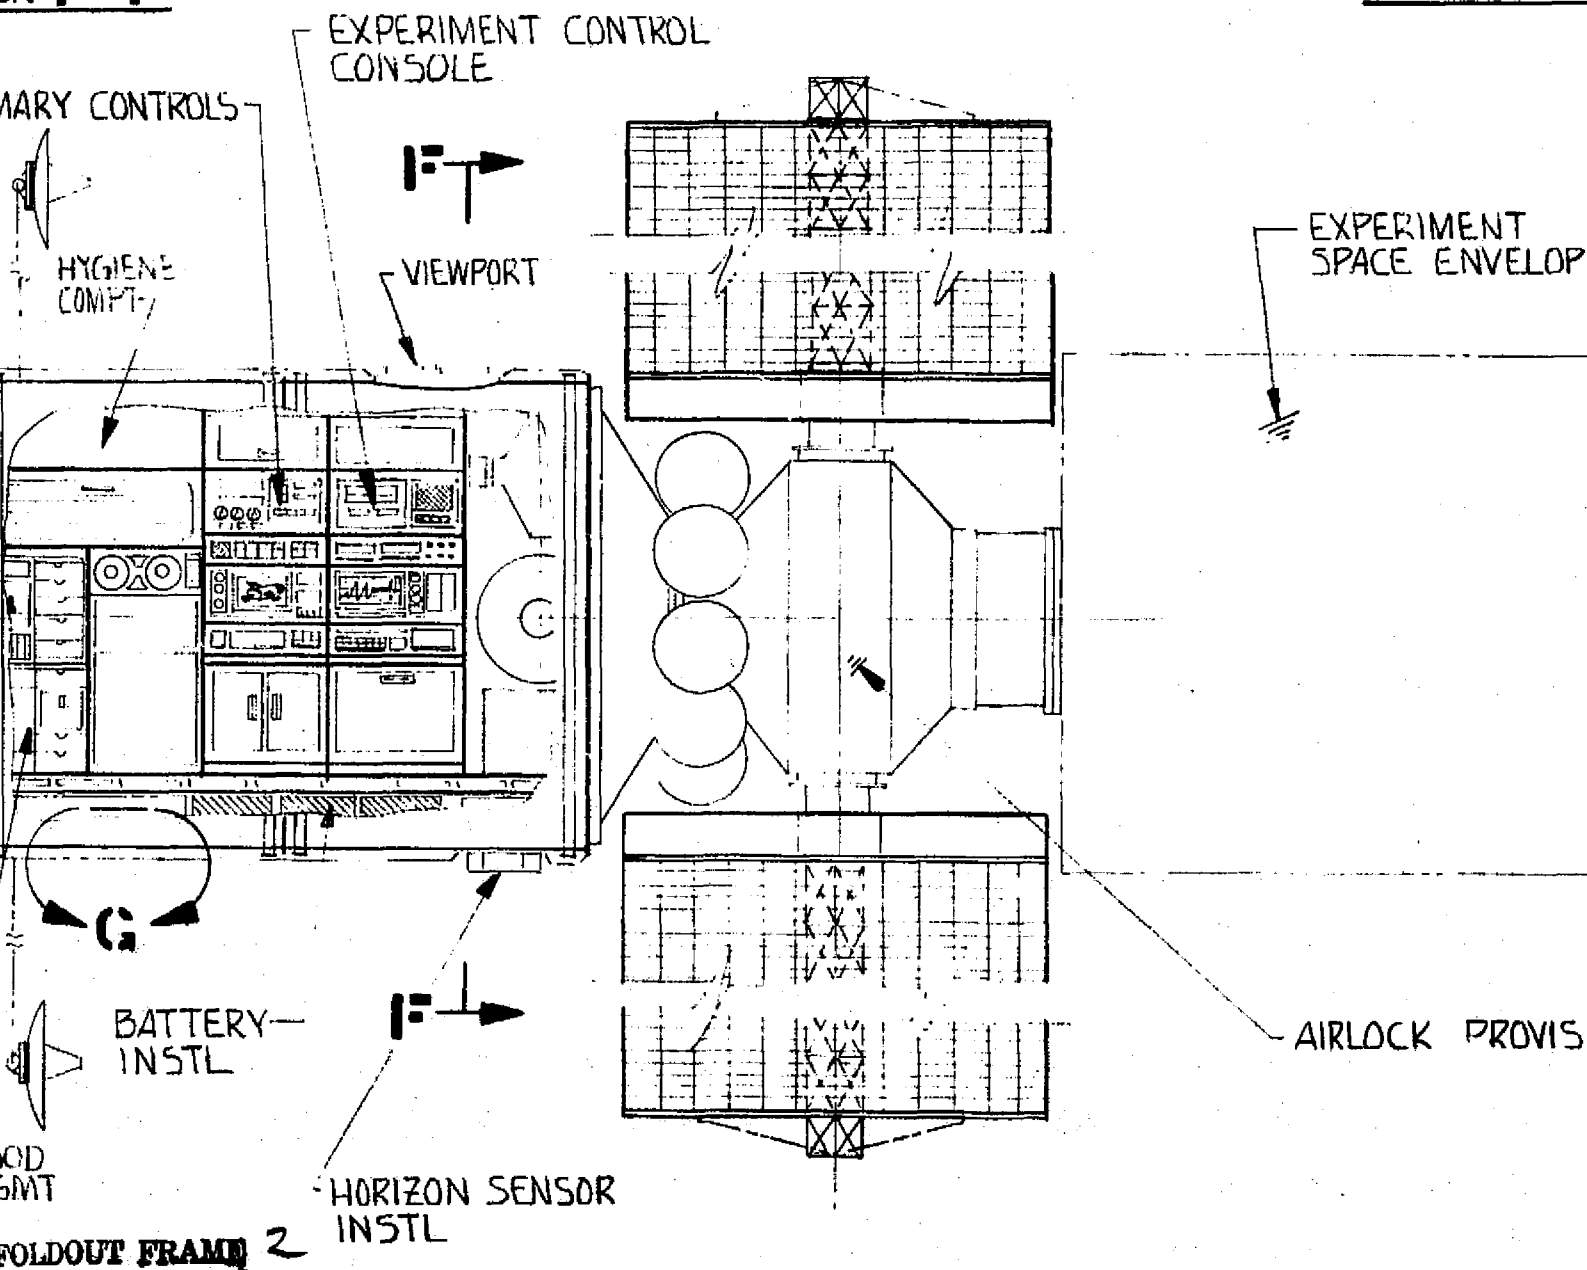 EXPERIMENT CONTROL
CONSOLE
MARY CONTROLS
F
HYGIENE
COMPT
VIEWPORT
EXPERIMENT
SPACE ENVELOP
G
BATTERY
INSTL
F
AIRLOCK PROVIS
OOD
GMT
HORIZON SENSOR
INSTL
FOLDOUT FRAME 2